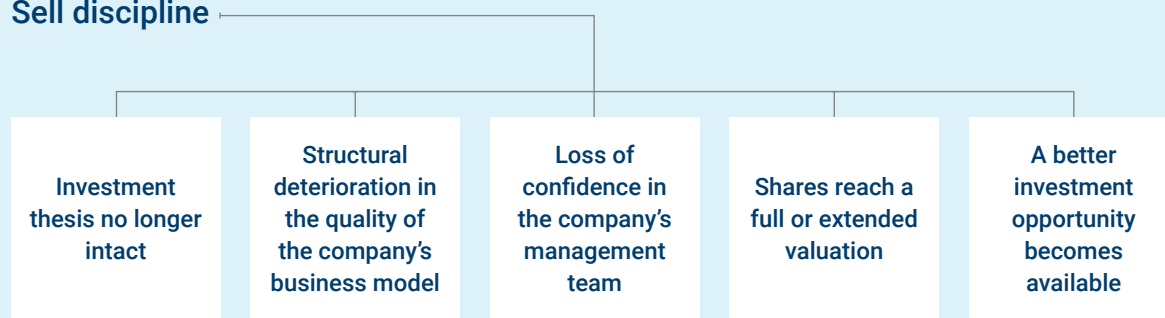 Sell discipline
Investment
thesis no longer
intact
Structural
deterioration in
the quality of
the company’s
business model
Loss of
confidence in
the company’s
management
team
Shares reach a
full or extended
valuation
A better
investment
opportunity
becomes
available